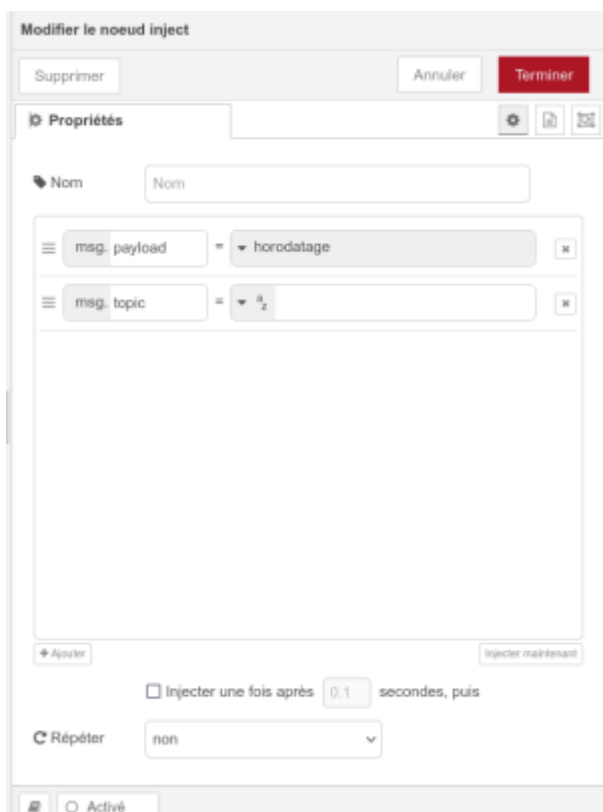 Modifier le noeud inject
Supprimer Annuler Terminer
Propriétés
Nom Nom
msg. payload = horodatage
msg. topic = a z
Ajouter Injecter maintenant
Injecter une fois après 0.1 secondes, puis
Répéter non
Activé